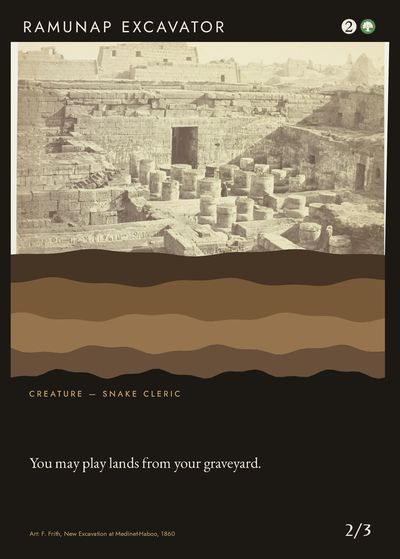 RAMUNAP EXCAVATOR 2
CREATURE — SNAKE CLERIC
You may play lands from your graveyard.
Art: F. Frith, New Excavation at Medinet-Haboo, 1860
2/3